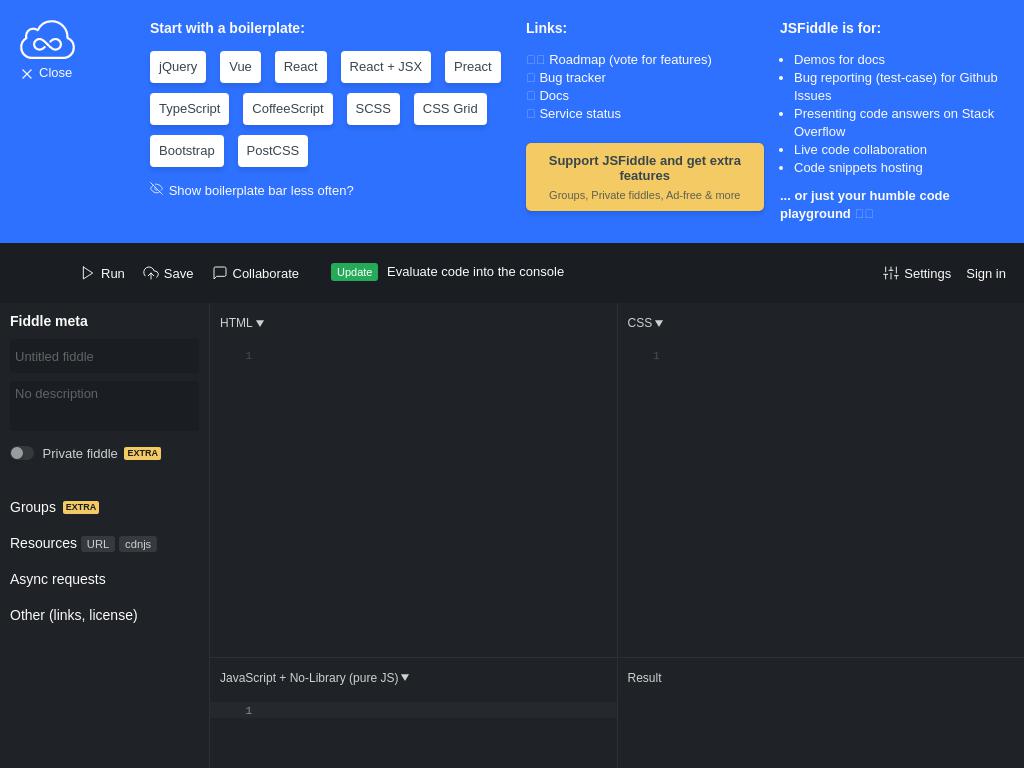 Close
Start with a boilerplate:
jQuery Vue React React + JSX Preact
TypeScript CoffeeScript SCSS CSS Grid
Bootstrap PostCSS
Show boilerplate bar less often?
Links:
Roadmap (vote for features)
Bug tracker
Docs
Service status
Support JSFiddle and get extra
features
Groups, Private fiddles, Ad-free & more
JSFiddle is for:
• Demos for docs
• Bug reporting (test-case) for Github
Issues
• Presenting code answers on Stack
Overflow
• Live code collaboration
• Code snippets hosting
... or just your humble code
playground
Run Save Collaborate Update Evaluate code into the console Settings Sign in
Fiddle meta
Untitled fiddle
No description
Private fiddle EXTRA
Groups EXTRA
Resources URL cdnjs
Async requests
Other (links, license)
HTML
1
CSS
1
JavaScript + No-Library (pure JS)
1
Result